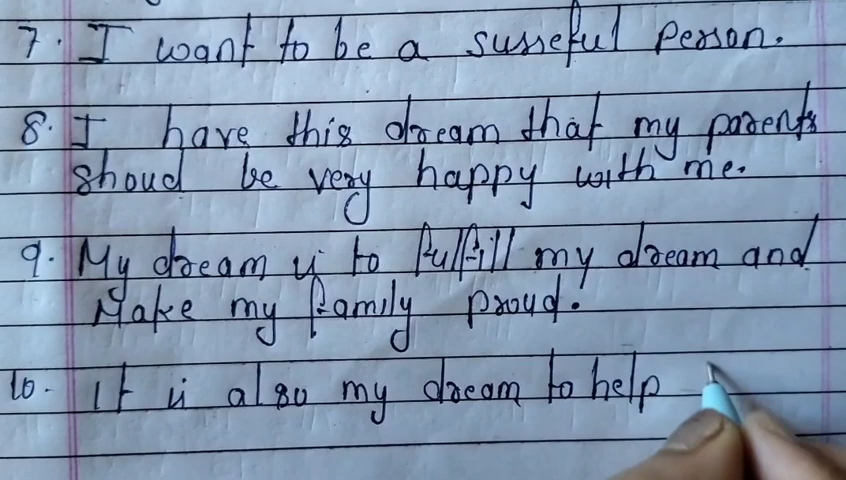 7. I want to be a susseful person.
8. I have this dream that my parents
shoud be very happy with me.
9. My dream is to fulfill my dream and
Make my family proud.
10. It is also my dream to help